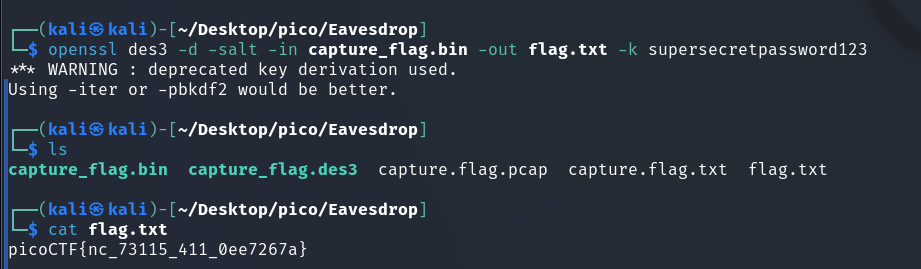 ┌──(kali㉿kali)-[~/Desktop/pico/Eavesdrop]
└─$ openssl des3 -d -salt -in capture_flag.bin -out flag.txt -k supersecretpassword123
*** WARNING : deprecated key derivation used.
Using -iter or -pbkdf2 would be better.
┌──(kali㉿kali)-[~/Desktop/pico/Eavesdrop]
└─$ ls
capture_flag.bin  capture_flag.des3  capture.flag.pcap  capture.flag.txt  flag.txt
┌──(kali㉿kali)-[~/Desktop/pico/Eavesdrop]
└─$ cat flag.txt
picoCTF{nc_73115_411_0ee7267a}